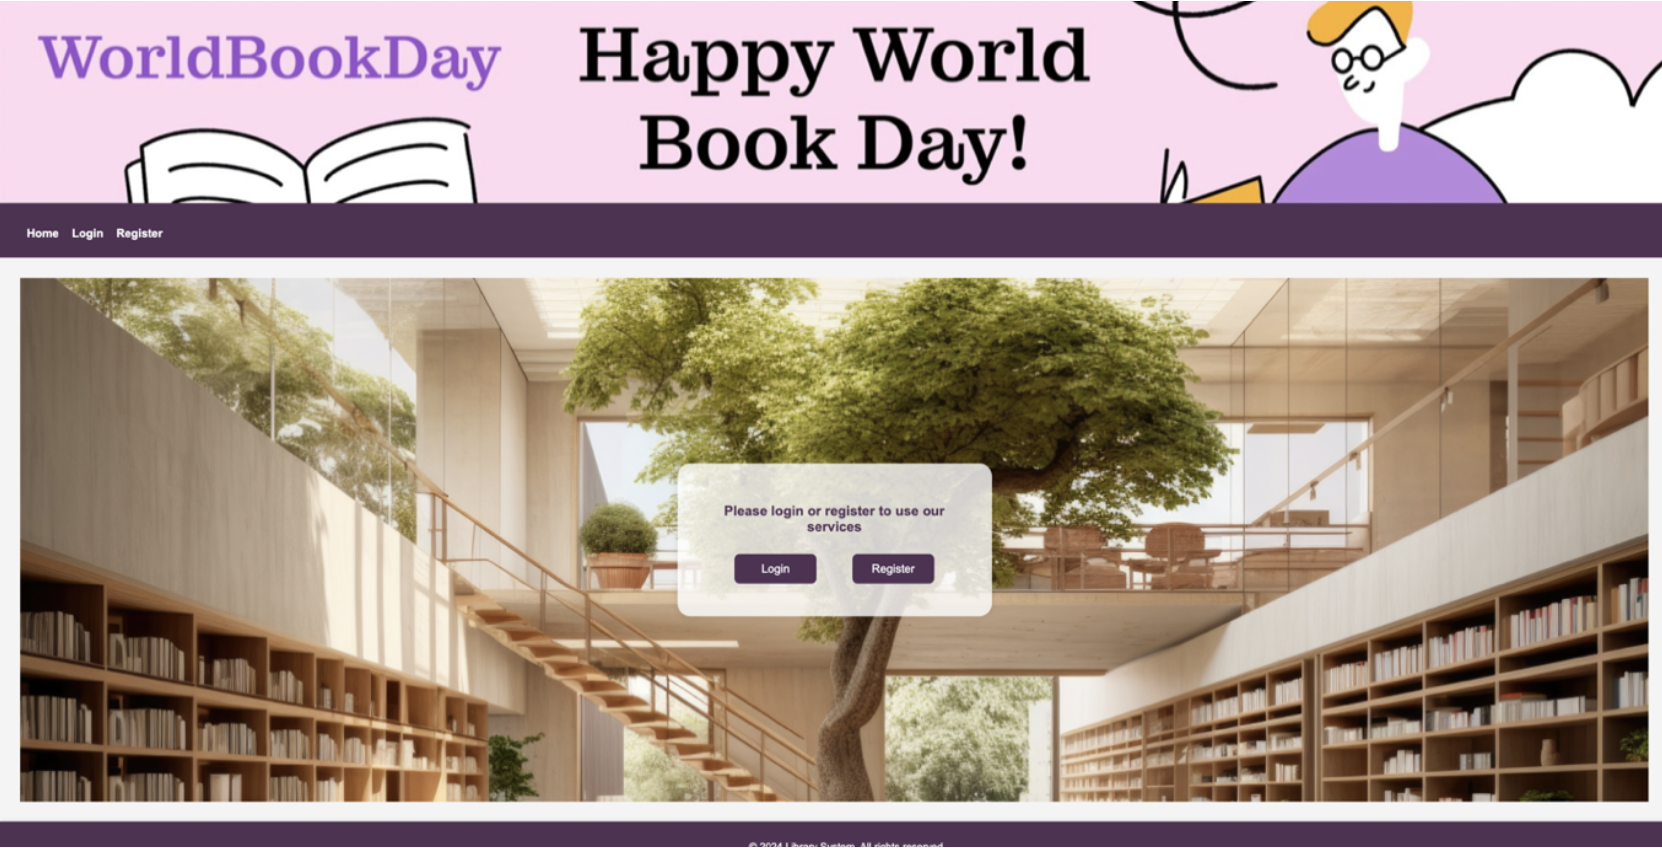 WorldBookDay
Happy World
Book Day!
Home Login Register
Please login or register to use our
services
Login Register
© 2024 Library System. All rights reserved.